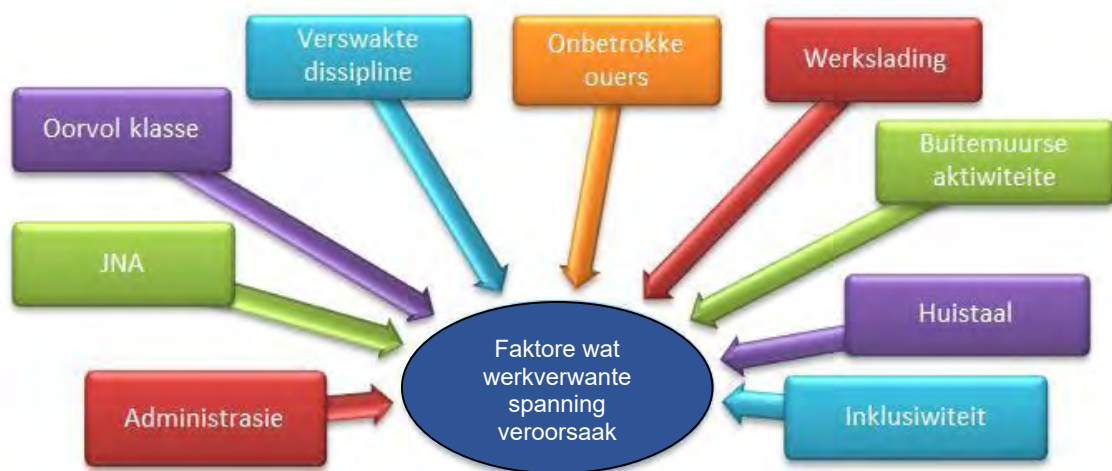 Verswakte
dissipline
Onbetrokke
ouers
Werkslading
Oorvol klasse
Buitemuurse
aktiwiteite
JNA
Huistaal
Administrasie
Inklusiwiteit
Faktore wat
werkverwante
spanning
veroorsaak